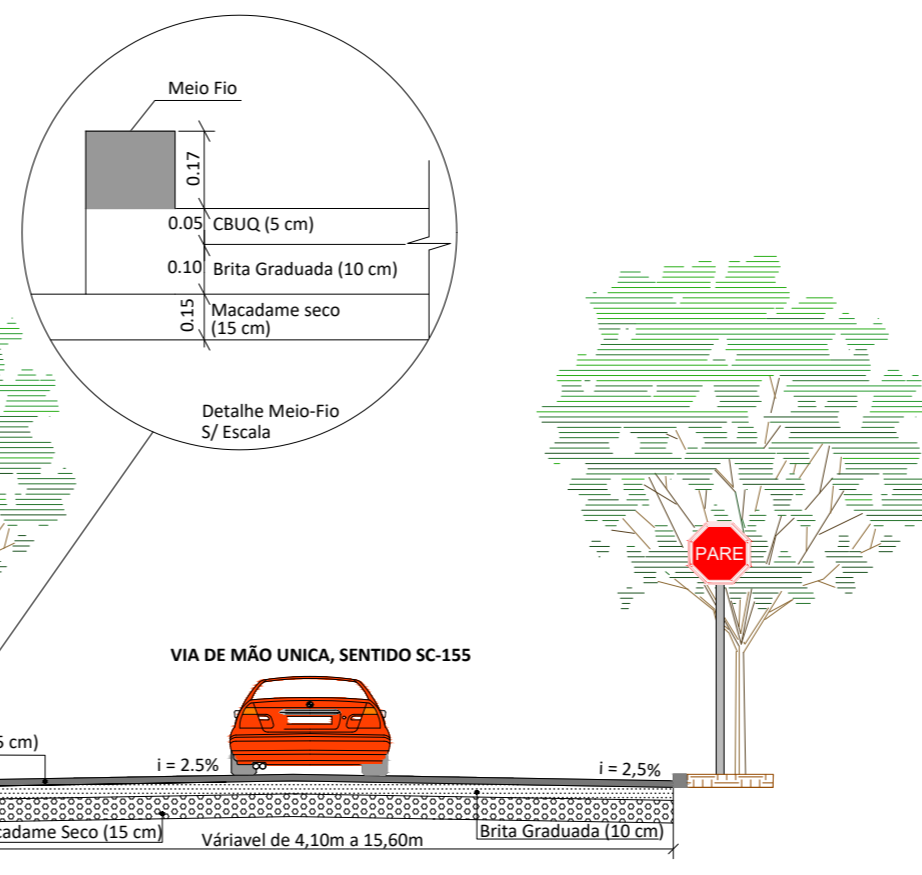 Meio Fio
0.17
0.05 CBUQ (5 cm)
0.10 Brita Graduada (10 cm)
0.15 Macadame seco
(15 cm)
Detalhe Meio-Fio
S/ Escala
PARE
VIA DE MÃO UNICA, SENTIDO SC-155
5 cm)
i = 2.5%
i = 2,5%
cadame Seco (15 cm)
Váriavel de 4,10m a 15,60m
Brita Graduada (10 cm)